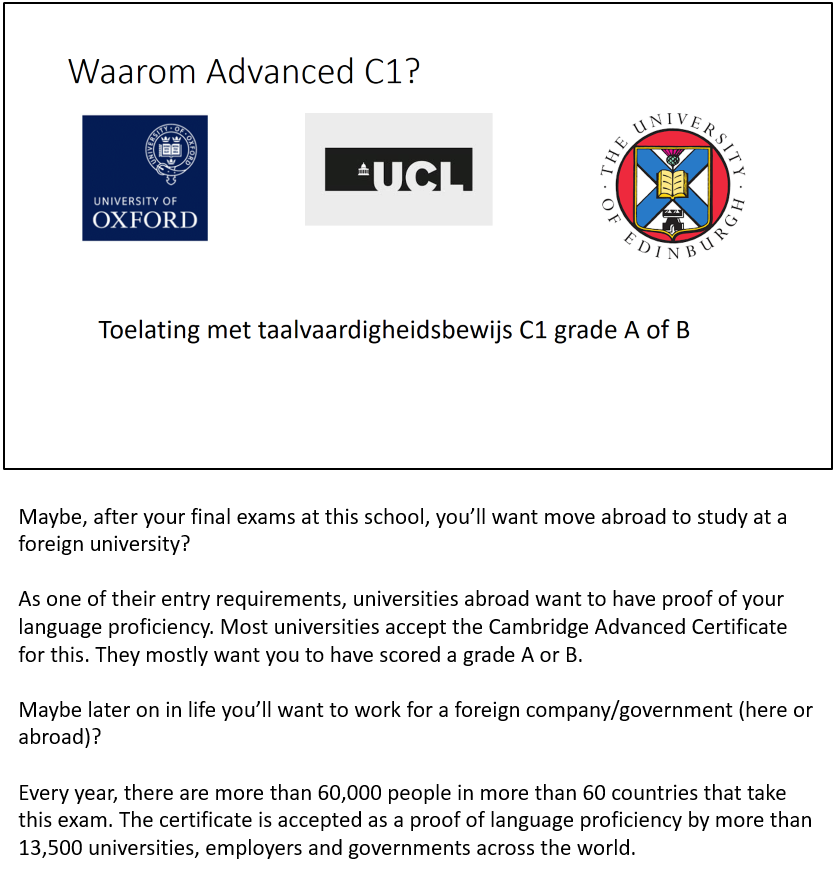 Waarom Advanced C1?
UNIVERSITY OF OXFORD
UNIVERSITY OF
OXFORD
UCL
THE UNIVERSITY OF EDINBURGH
Toelating met taalvaardigheidsbewijs C1 grade A of B
Maybe, after your final exams at this school, you’ll want move abroad to study at a
foreign university?
As one of their entry requirements, universities abroad want to have proof of your
language proficiency. Most universities accept the Cambridge Advanced Certificate
for this. They mostly want you to have scored a grade A or B.
Maybe later on in life you’ll want to work for a foreign company/government (here or
abroad)?
Every year, there are more than 60,000 people in more than 60 countries that take
this exam. The certificate is accepted as a proof of language proficiency by more than
13,500 universities, employers and governments across the world.